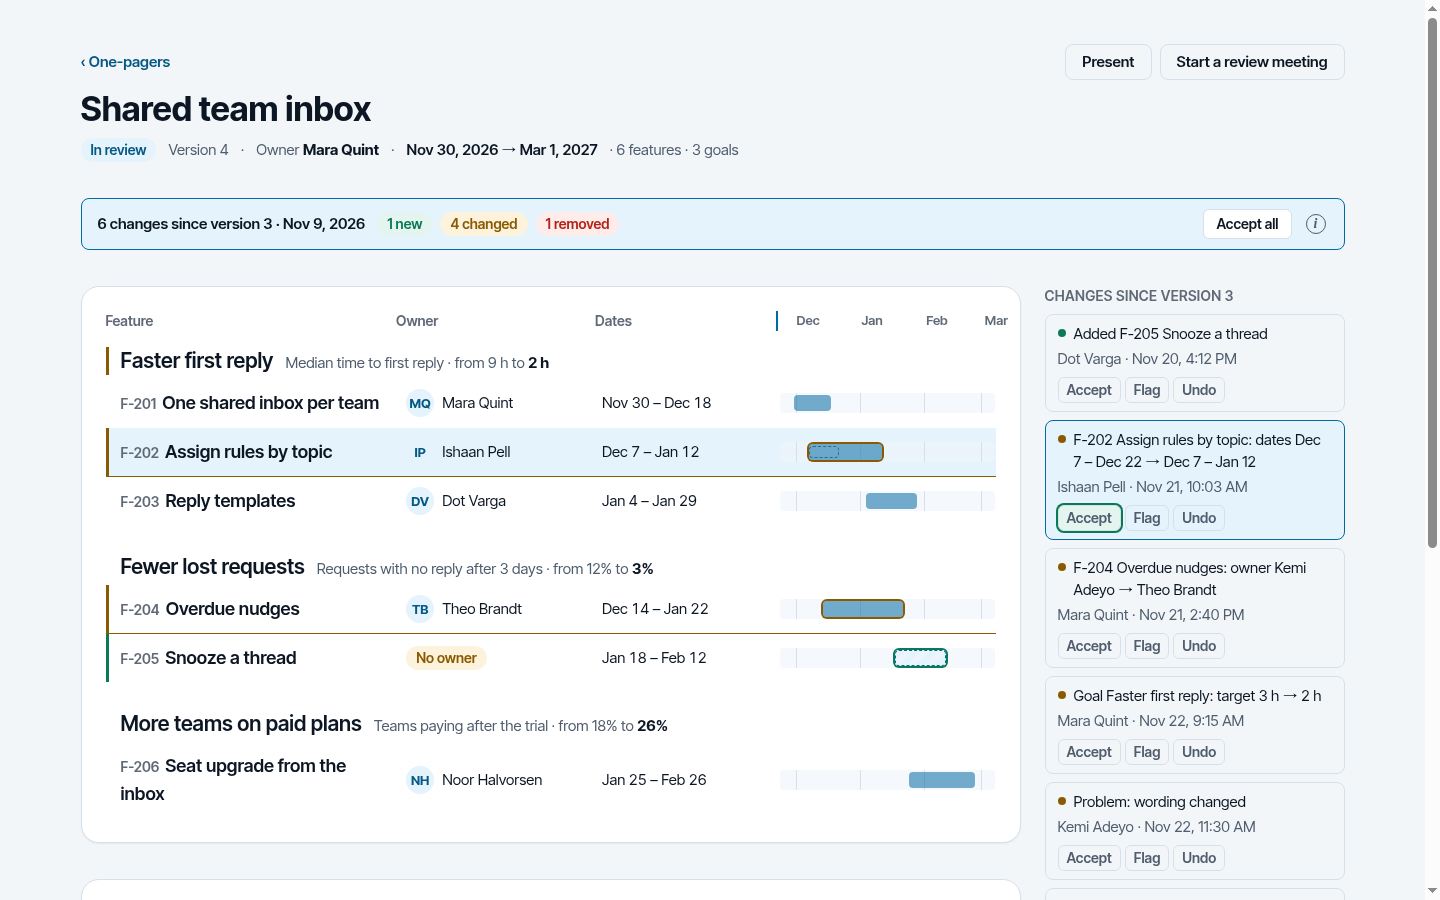 ‹ One-pagers
Present
Start a review meeting
Shared team inbox
In review Version 4 · Owner Mara Quint · Nov 30, 2026 → Mar 1, 2027 · 6 features · 3 goals
6 changes since version 3 · Nov 9, 2026 1 new 4 changed 1 removed
Accept all
i
Feature Owner Dates Dec Jan Feb Mar
Faster first reply Median time to first reply · from 9 h to 2 h
F-201 One shared inbox per team MQ Mara Quint Nov 30 – Dec 18
F-202 Assign rules by topic IP Ishaan Pell Dec 7 – Jan 12
F-203 Reply templates DV Dot Varga Jan 4 – Jan 29
Fewer lost requests Requests with no reply after 3 days · from 12% to 3%
F-204 Overdue nudges TB Theo Brandt Dec 14 – Jan 22
F-205 Snooze a thread No owner Jan 18 – Feb 12
More teams on paid plans Teams paying after the trial · from 18% to 26%
F-206 Seat upgrade from the
inbox
NH Noor Halvorsen Jan 25 – Feb 26
CHANGES SINCE VERSION 3
Added F-205 Snooze a thread
Dot Varga · Nov 20, 4:12 PM
Accept Flag Undo
F-202 Assign rules by topic: dates Dec
7 – Dec 22 → Dec 7 – Jan 12
Ishaan Pell · Nov 21, 10:03 AM
Accept Flag Undo
F-204 Overdue nudges: owner Kemi
Adeyo → Theo Brandt
Mara Quint · Nov 21, 2:40 PM
Accept Flag Undo
Goal Faster first reply: target 3 h → 2 h
Mara Quint · Nov 22, 9:15 AM
Accept Flag Undo
Problem: wording changed
Kemi Adeyo · Nov 22, 11:30 AM
Accept Flag Undo